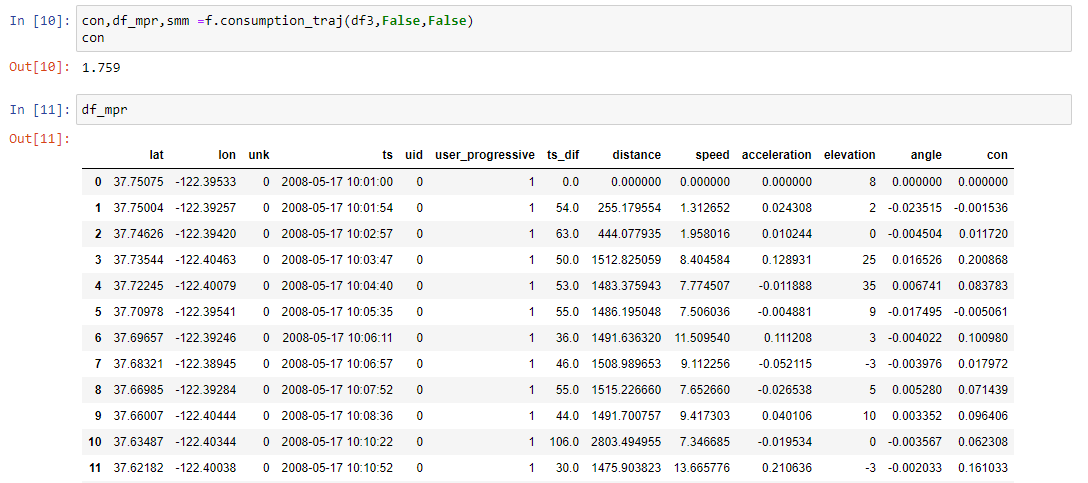 In [10]: con,df_mpr,smm =f.consumption_traj(df3,False,False)
con
Out[10]: 1.759
In [11]: df_mpr
Out[11]:
lat lon unk ts uid user_progressive ts_dif distance speed acceleration elevation angle con
0 37.75075 -122.39533 0 2008-05-17 10:01:00 0 1 0.0 0.000000 0.000000 0.000000 8 0.000000 0.000000
1 37.75004 -122.39257 0 2008-05-17 10:01:54 0 1 54.0 255.179554 1.312652 0.024308 2 -0.023515 -0.001536
2 37.74626 -122.39420 0 2008-05-17 10:02:57 0 1 63.0 444.077935 1.958016 0.010244 0 -0.004504 0.011720
3 37.73544 -122.40463 0 2008-05-17 10:03:47 0 1 50.0 1512.825059 8.404584 0.128931 25 0.016526 0.200868
4 37.72245 -122.40079 0 2008-05-17 10:04:40 0 1 53.0 1483.375943 7.774507 -0.011888 35 0.006741 0.083783
5 37.70978 -122.39541 0 2008-05-17 10:05:35 0 1 55.0 1486.195048 7.506036 -0.004881 9 -0.017495 -0.005061
6 37.69657 -122.39246 0 2008-05-17 10:06:11 0 1 36.0 1491.636320 11.509540 0.111208 3 -0.004022 0.100980
7 37.68321 -122.38945 0 2008-05-17 10:06:57 0 1 46.0 1508.989653 9.112256 -0.052115 -3 -0.003976 0.017972
8 37.66985 -122.39284 0 2008-05-17 10:07:52 0 1 55.0 1515.226660 7.652660 -0.026538 5 0.005280 0.071439
9 37.66007 -122.40444 0 2008-05-17 10:08:36 0 1 44.0 1491.700757 9.417303 0.040106 10 0.003352 0.096406
10 37.63487 -122.40344 0 2008-05-17 10:10:22 0 1 106.0 2803.494955 7.346685 -0.019534 0 -0.003567 0.062308
11 37.62182 -122.40038 0 2008-05-17 10:10:52 0 1 30.0 1475.903823 13.665776 0.210636 -3 -0.002033 0.161033